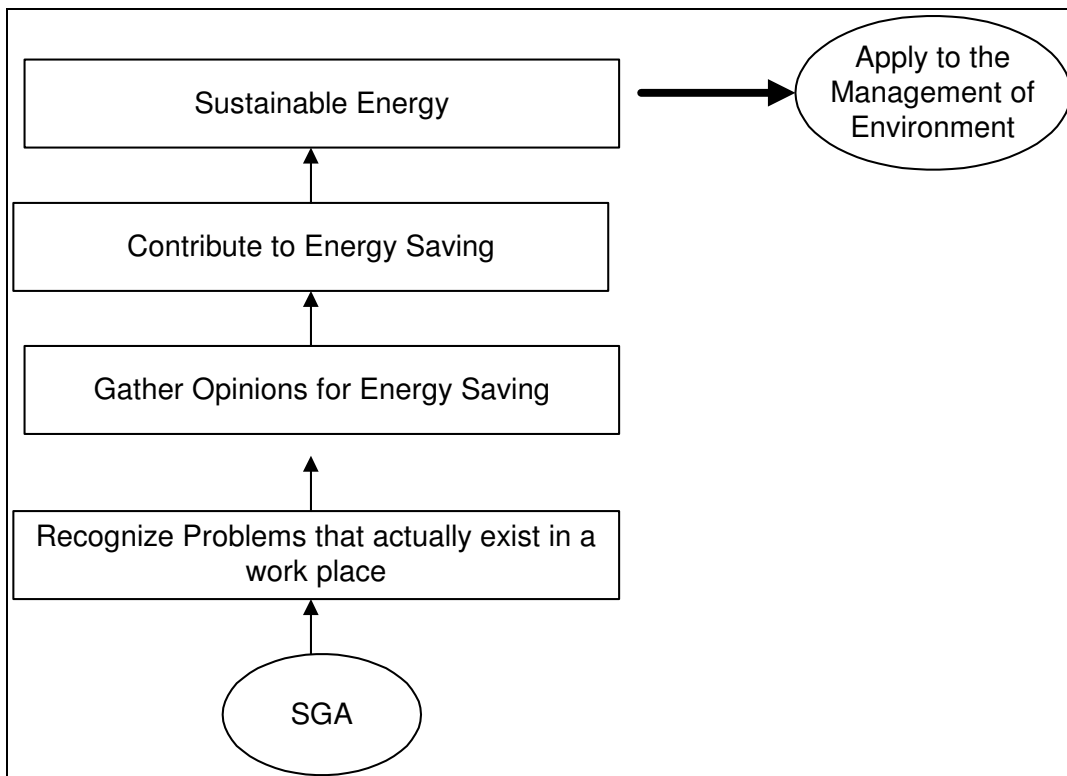 Sustainable Energy
Apply to the
Management of
Environment
Contribute to Energy Saving
Gather Opinions for Energy Saving
Recognize Problems that actually exist in a
work place
SGA